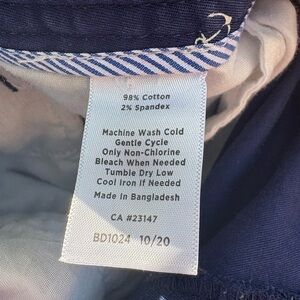 98% Cotton
2% Spandex
Machine Wash Cold
Gentle Cycle
Only Non-Chlorine
Bleach When Needed
Tumble Dry Low
Cool Iron If Needed
Made in Bangladesh
CA #23147
BD1024 10/20